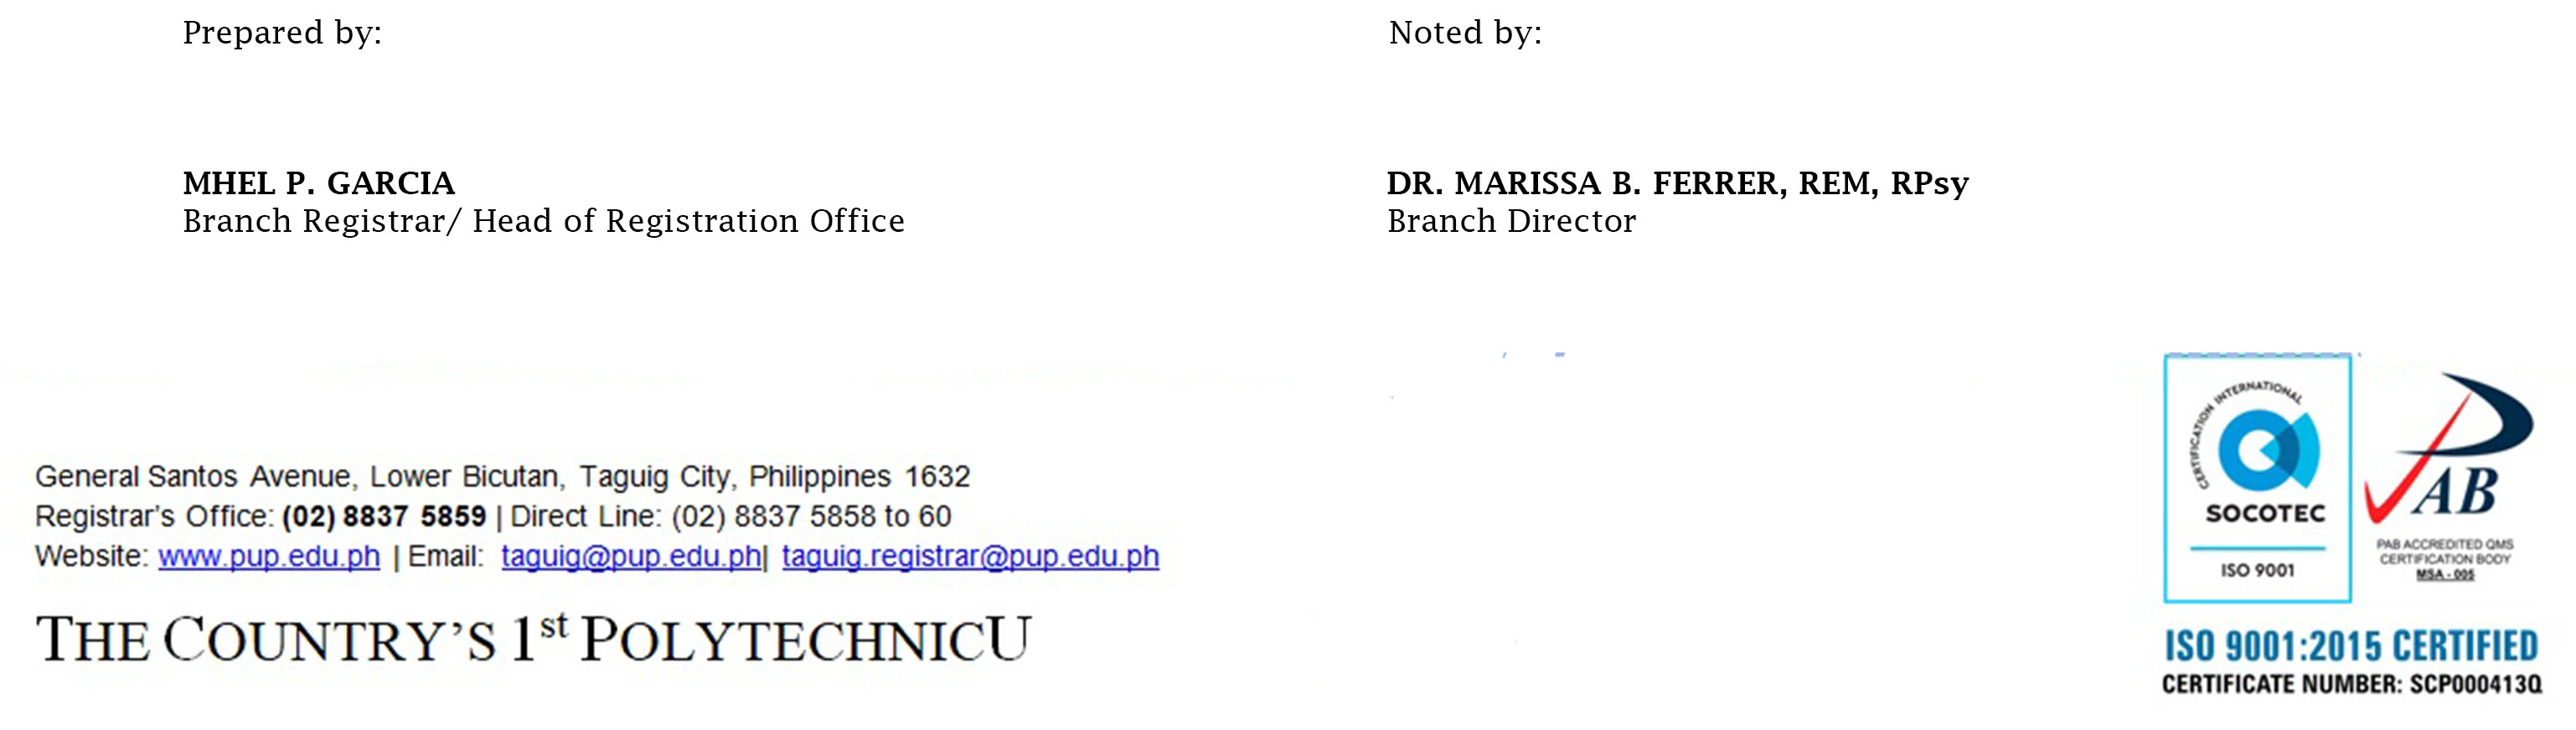 Prepared by:
Noted by:
MHEL P. GARCIA
Branch Registrar/ Head of Registration Office
DR. MARISSA B. FERRER, REM, RPsy
Branch Director
General Santos Avenue, Lower Bicutan, Taguig City, Philippines 1632
Registrar's Office: (02) 8837 5859 | Direct Line: (02) 8837 5858 to 60
Website: www.pup.edu.ph | Email: taguig@pup.edu.ph| taguig.registrar@pup.edu.ph
THE COUNTRY'S 1st POLYTECHNICU
CERTIFICATION INTERNATIONAL
SOCOTEC
ISO 9001
PAB
PAB ACCREDITED QMS
CERTIFICATION BODY
MSA - 005
ISO 9001:2015 CERTIFIED
CERTIFICATE NUMBER: SCP000413Q